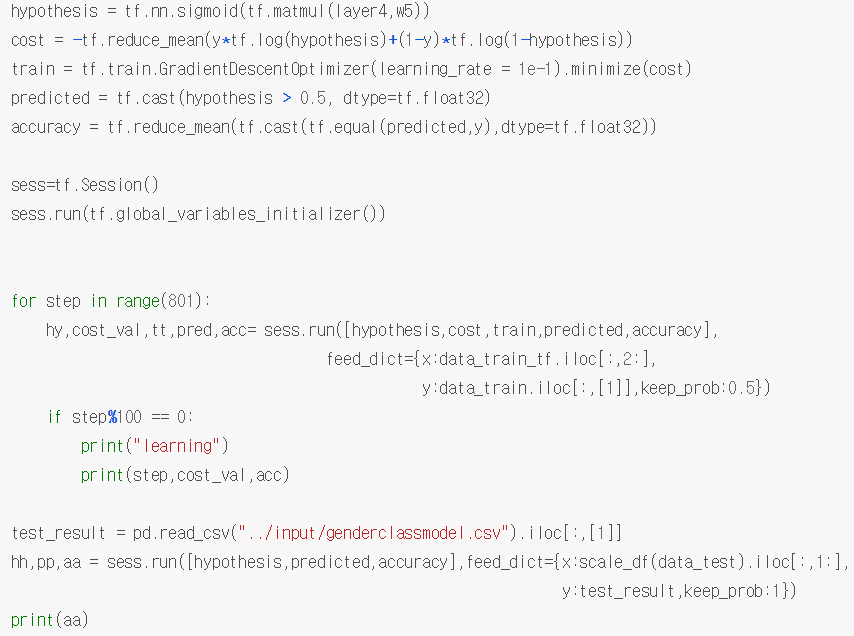 hypothesis = tf.nn.sigmoid(tf.matmul(layer4,w5))
cost = -tf.reduce_mean(y*tf.log(hypothesis)+(1-y)*tf.log(1-hypothesis))
train = tf.train.GradientDescentOptimizer(learning_rate = 1e-1).minimize(cost)
predicted = tf.cast(hypothesis > 0.5, dtype=tf.float32)
accuracy = tf.reduce_mean(tf.cast(tf.equal(predicted,y),dtype=tf.float32))
sess=tf.Session()
sess.run(tf.global_variables_initializer())
for step in range(801):
    hy,cost_val,tt,pred,acc= sess.run([hypothesis,cost,train,predicted,accuracy],
                                      feed_dict={x:data_train_tf.iloc[:,2:],
                                                 y:data_train.iloc[:,[1]],keep_prob:0.5})
    if step%100 == 0:
        print("learning")
        print(step,cost_val,acc)
test_result = pd.read_csv("../input/genderclassmodel.csv").iloc[:,[1]]
hh,pp,aa = sess.run([hypothesis,predicted,accuracy],feed_dict={x:scale_df(data_test).iloc[:,1:],
                                                               y:test_result,keep_prob:1})
print(aa)